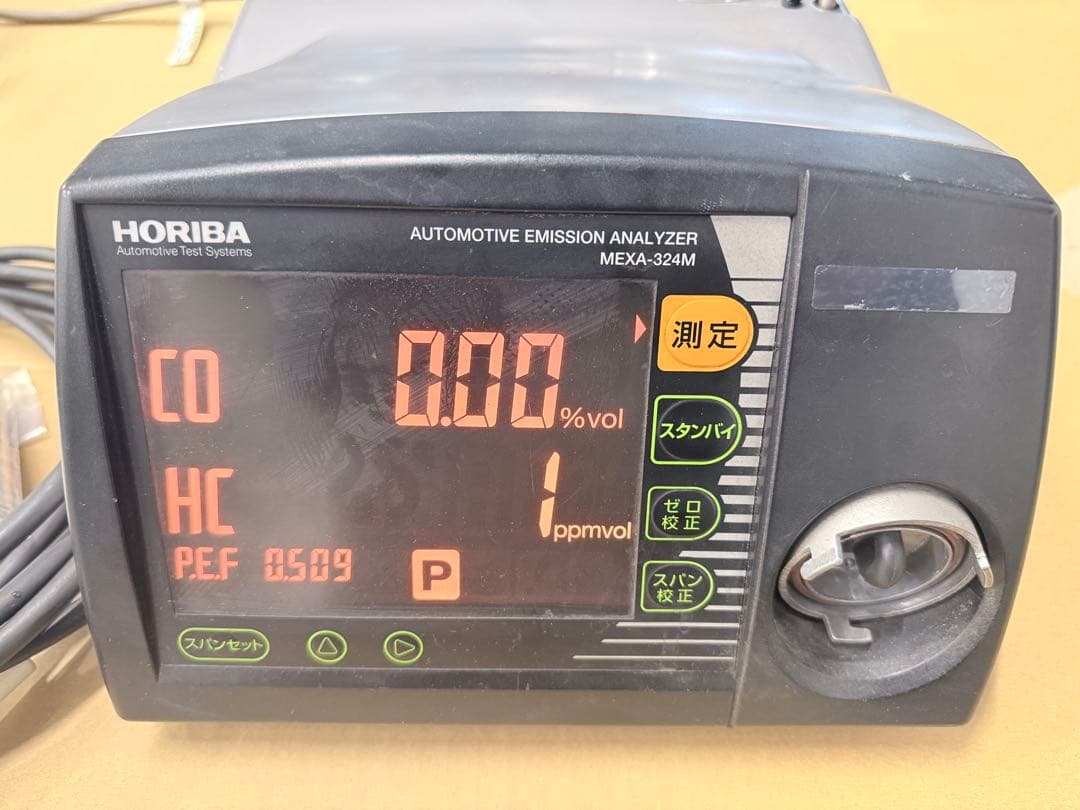 HORIBA
Automotive Test Systems
AUTOMOTIVE EMISSION ANALYZER
MEXA-324M
CO 0.00 %vol
測定
スタンバイ
HC 1 ppmvol
ゼロ
校正
P.E.F 0.509 P
スパン
校正
スパンセット